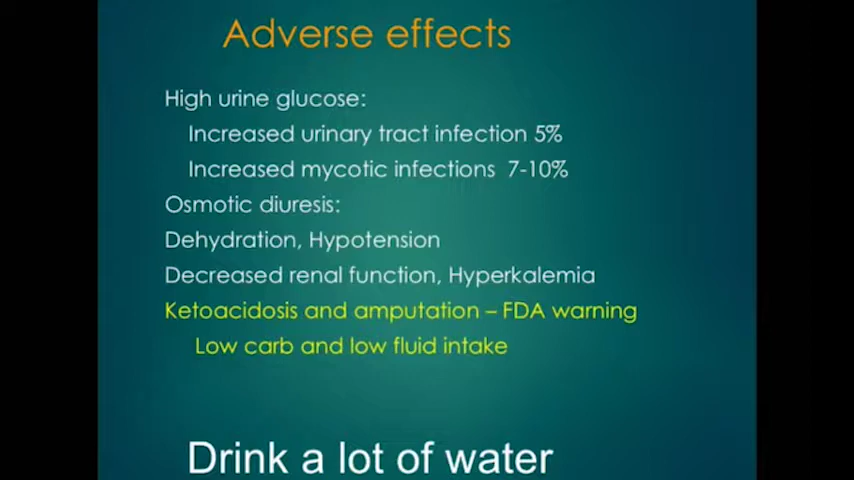 Adverse effects
High urine glucose:
Increased urinary tract infection 5%
Increased mycotic infections 7-10%
Osmotic diuresis:
Dehydration, Hypotension
Decreased renal function, Hyperkalemia
Ketoacidosis and amputation – FDA warning
Low carb and low fluid intake
Drink a lot of water